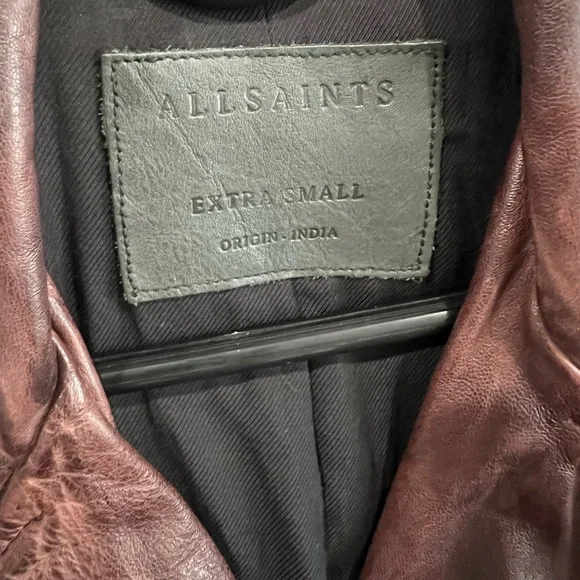 ALLSAINTS
EXTRA SMALL
ORIGIN - INDIA